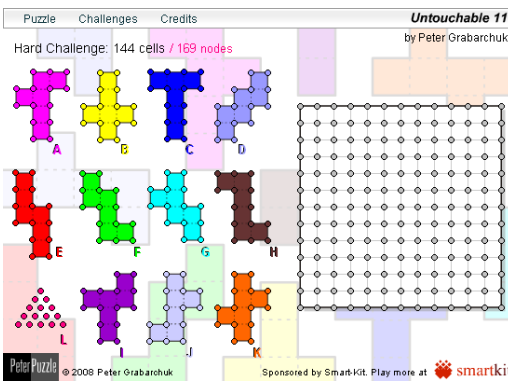 Puzzle Challenges Credits Untouchable 11
by Peter Grabarchuk
Hard Challenge: 144 cells / 169 nodes
A B C D
E F G H
L I J K
PeterPuzzle © 2008 Peter Grabarchuk Sponsored by Smart-Kit. Play more at smartki